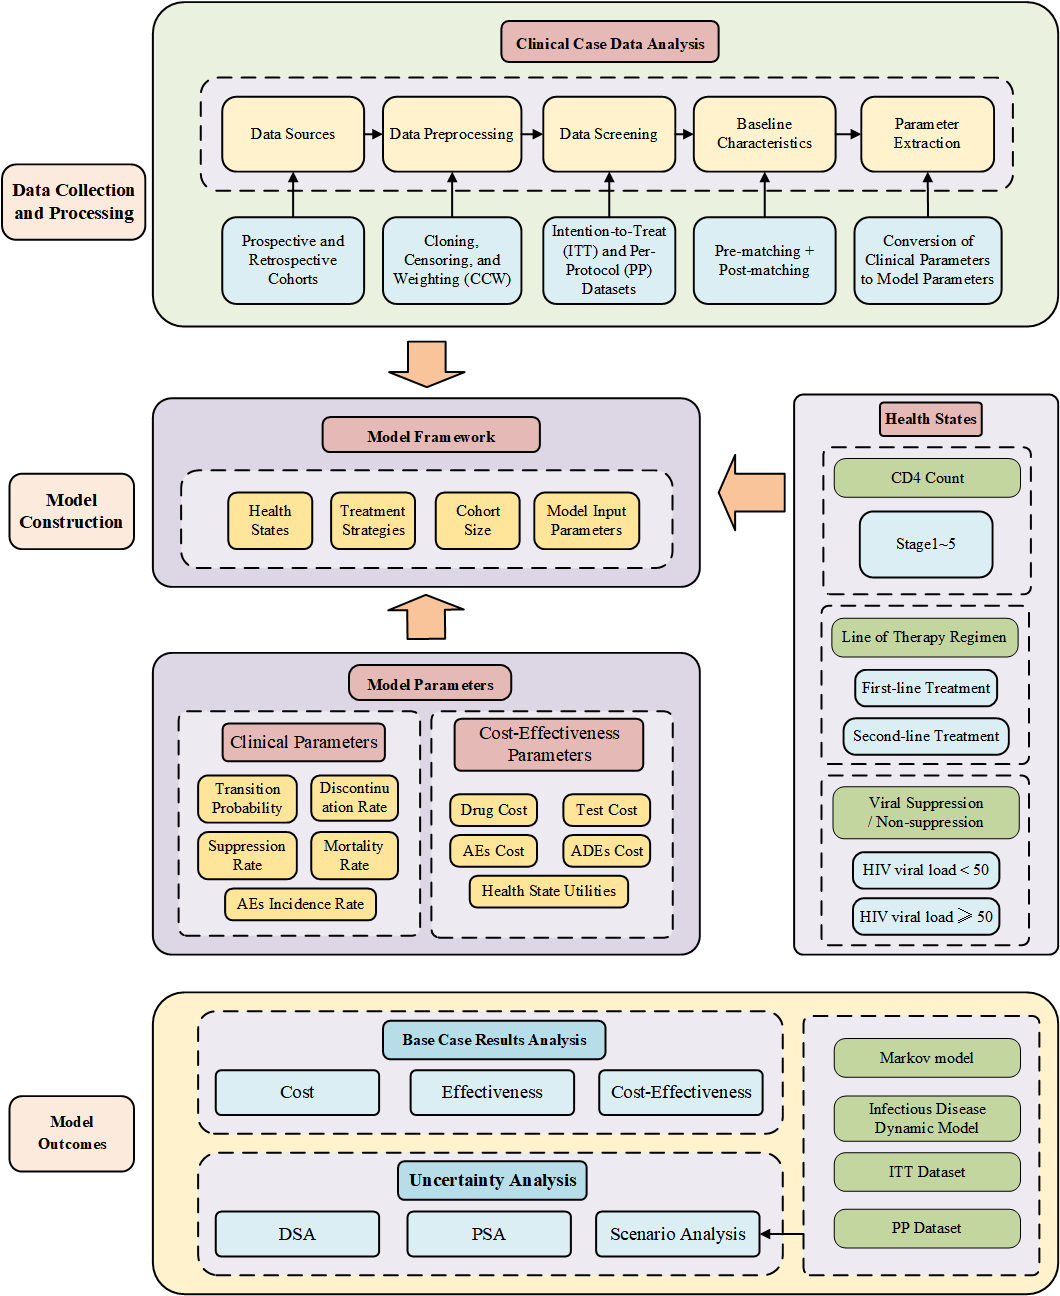 Clinical Case Data Analysis
Data Sources
Data Preprocessing
Data Screening
Baseline
Characteristics
Parameter
Extraction
Data Collection
and Processing
Prospective and
Retrospective
Cohorts
Cloning,
Censoring, and
Weighting (CCW)
Intention-to-Treat
(ITT) and Per-
Protocol (PP)
Datasets
Pre-matching +
Post-matching
Conversion of
Clinical Parameters
to Model Parameters
Model
Construction
Model Framework
Health
States
Treatment
Strategies
Cohort
Size
Model Input
Parameters
Model Parameters
Clinical Parameters
Transition
Probability
Discontinu
ation Rate
Suppression
Rate
Mortality
Rate
AEs Incidence Rate
Cost-Effectiveness
Parameters
Drug Cost
Test Cost
AEs Cost
ADEs Cost
Health State Utilities
Health States
CD4 Count
Stage1~5
Line of Therapy Regimen
First-line Treatment
Second-line Treatment
Viral Suppression
/ Non-suppression
HIV viral load < 50
HIV viral load ⩾ 50
Model
Outcomes
Base Case Results Analysis
Cost
Effectiveness
Cost-Effectiveness
Uncertainty Analysis
DSA
PSA
Scenario Analysis
Markov model
Infectious Disease
Dynamic Model
ITT Dataset
PP Dataset